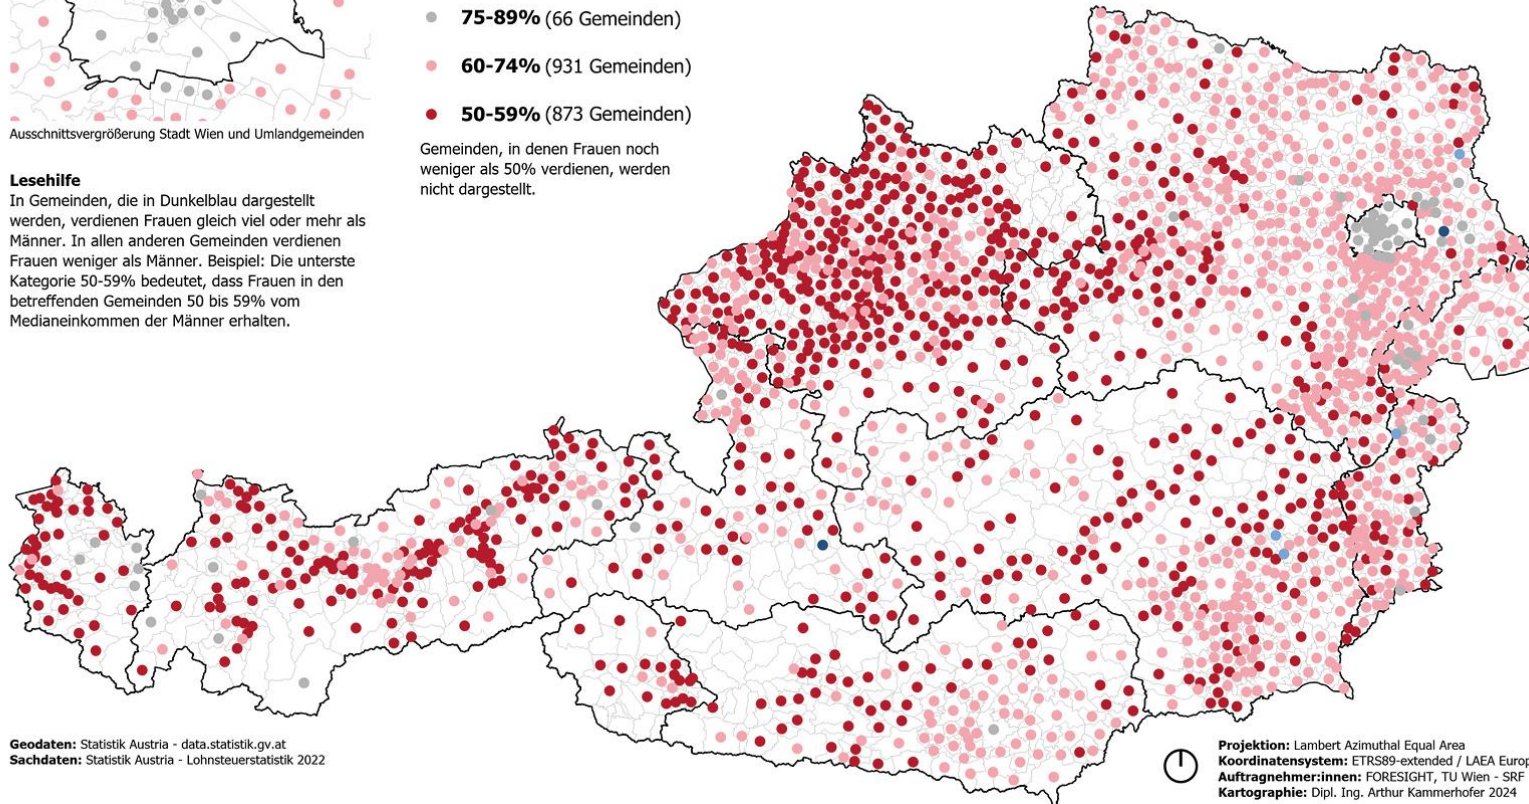 75-89% (66 Gemeinden)
60-74% (931 Gemeinden)
50-59% (873 Gemeinden)
Gemeinden, in denen Frauen noch
weniger als 50% verdienen, werden
nicht dargestellt.
Ausschnittsvergrößerung Stadt Wien und Umlandgemeinden
Lesehilfe
In Gemeinden, die in Dunkelblau dargestellt
werden, verdienen Frauen gleich viel oder mehr als
Männer. In allen anderen Gemeinden verdienen
Frauen weniger als Männer. Beispiel: Die unterste
Kategorie 50-59% bedeutet, dass Frauen in den
betreffenden Gemeinden 50 bis 59% vom
Medianeinkommen der Männer erhalten.
Geodaten: Statistik Austria - data.statistik.gv.at
Sachdaten: Statistik Austria - Lohnsteuerstatistik 2022
Projektion: Lambert Azimuthal Equal Area
Koordinatensystem: ETRS89-extended / LAEA Europ
Auftragnehmer:innen: FORESIGHT, TU Wien - SRF
Kartographie: Dipl. Ing. Arthur Kammerhofer 2024